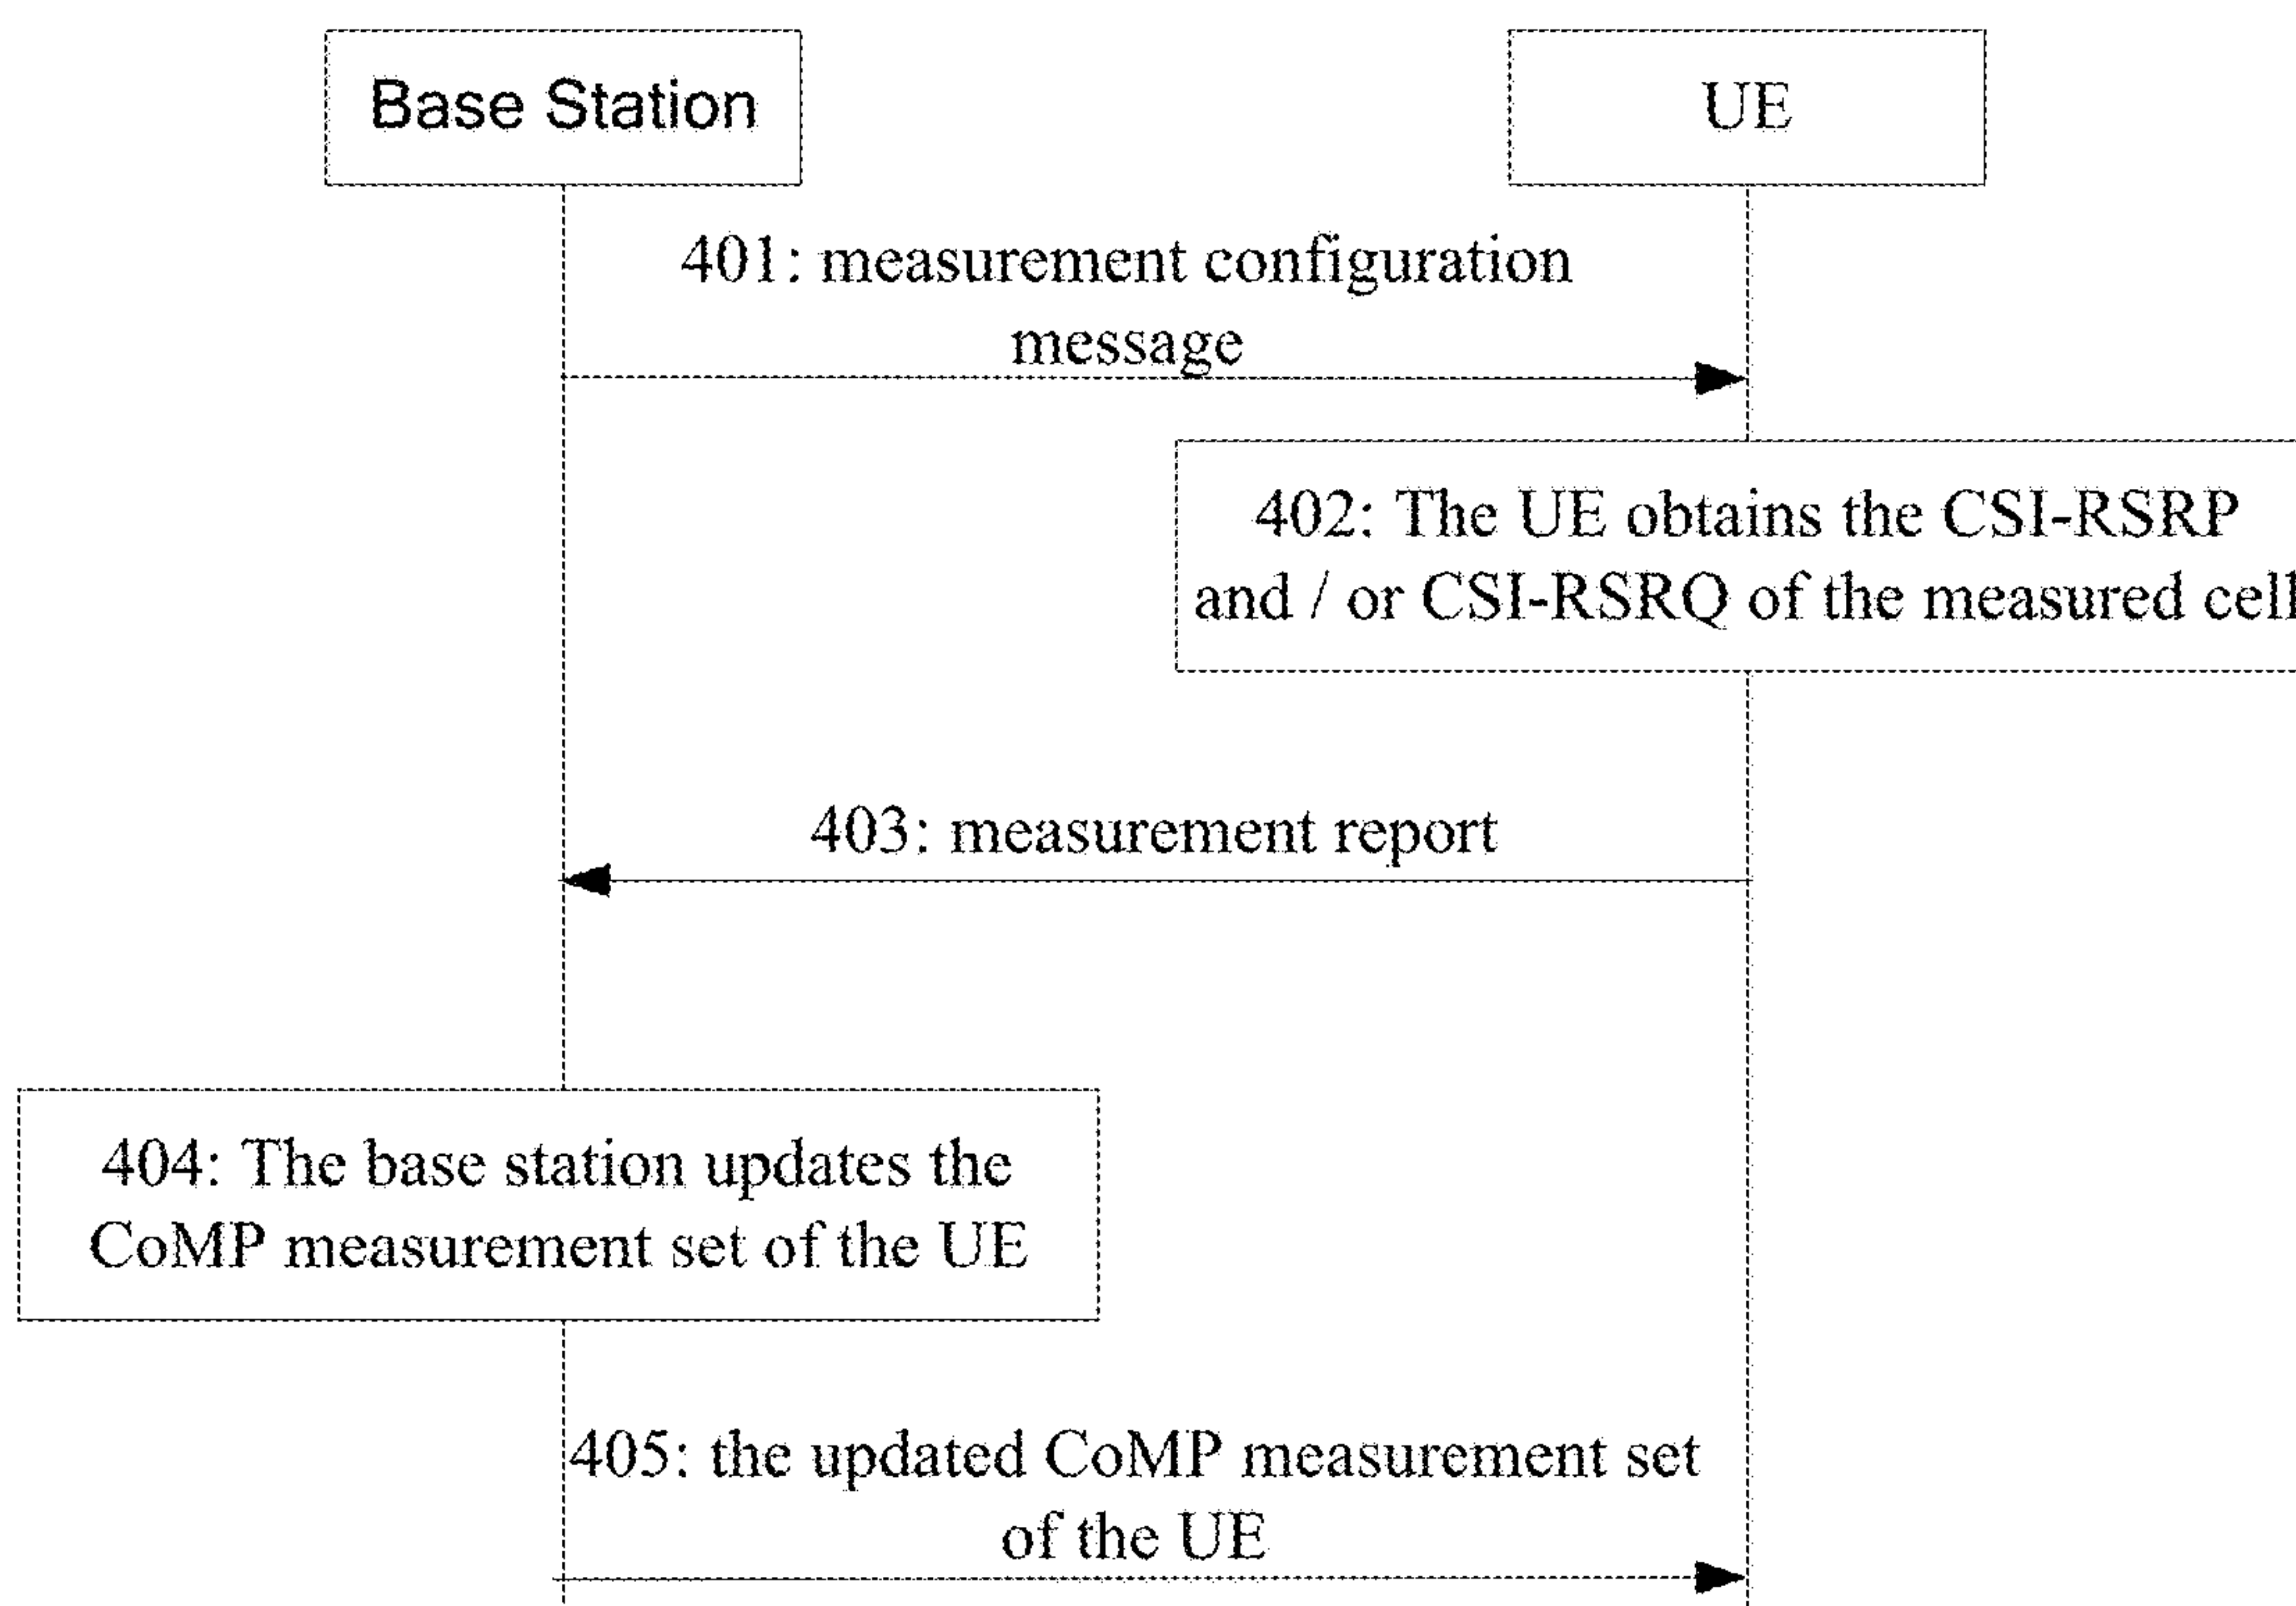 Base Station
UE
401: measurement configuration
message
402: The UE obtains the CSI-RSRP
and / or CSI-RSRQ of the measured cell
403: measurement report
404: The base station updates the
CoMP measurement set of the UE
405: the updated CoMP measurement set
of the UE